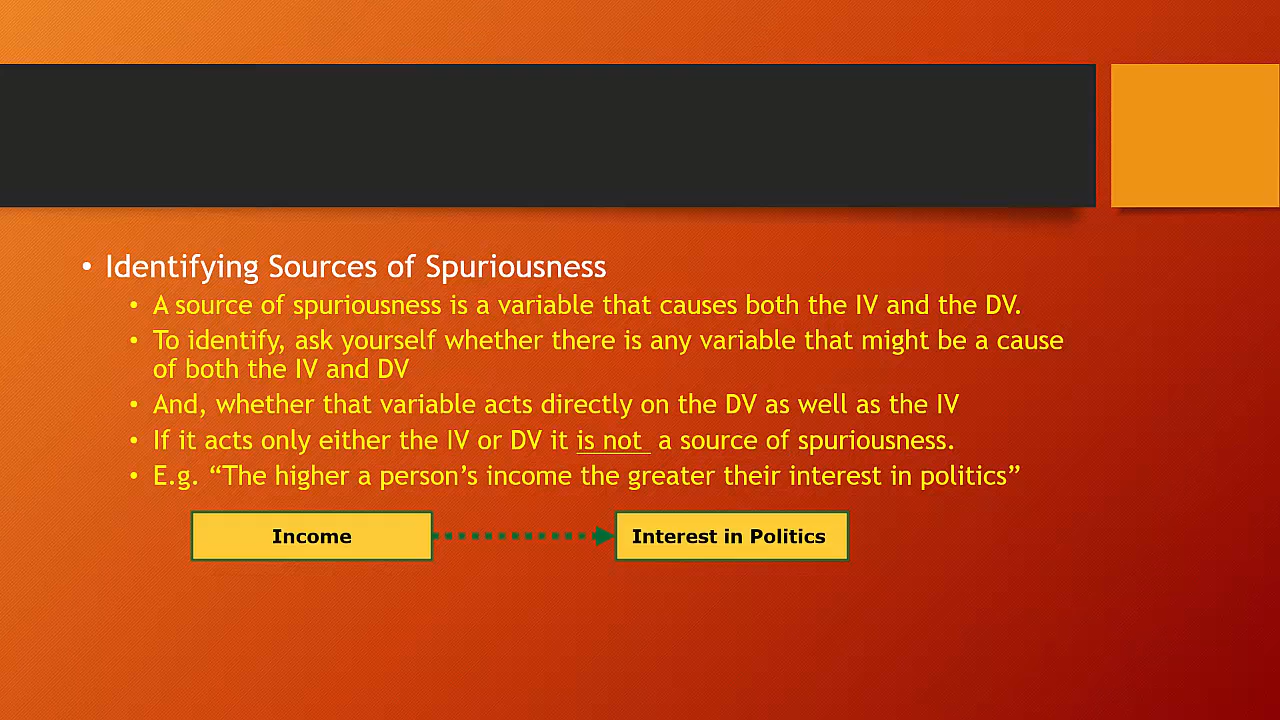 • Identifying Sources of Spuriousness
• A source of spuriousness is a variable that causes both the IV and the DV.
• To identify, ask yourself whether there is any variable that might be a cause
of both the IV and DV
• And, whether that variable acts directly on the DV as well as the IV
• If it acts only either the IV or DV it is not a source of spuriousness.
• E.g. “The higher a person’s income the greater their interest in politics”
Income
Interest in Politics